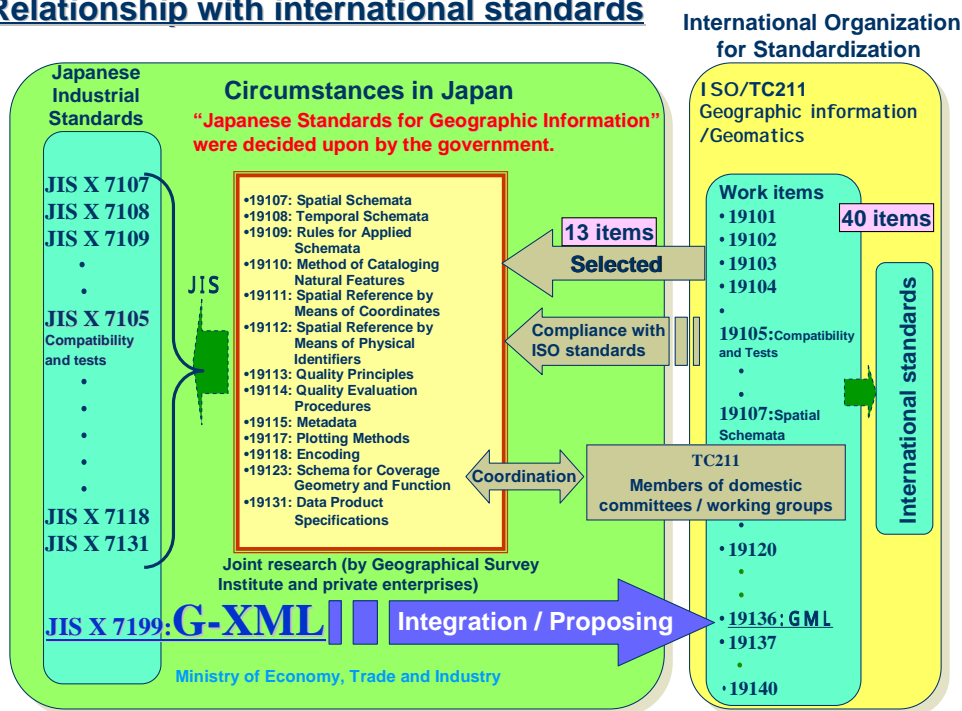 Relationship with international standards
International Organization
for Standardization
Japanese
Industrial
Standards
JIS X 7107
JIS X 7108
JIS X 7109
•
•
JIS X 7105
Compatibility
and tests
•
•
•
•
•
JIS X 7118
JIS X 7131
JIS
Circumstances in Japan
“Japanese Standards for Geographic Information”
were decided upon by the government.
•19107: Spatial Schemata
•19108: Temporal Schemata
•19109: Rules for Applied
Schemata
•19110: Method of Cataloging
Natural Features
•19111: Spatial Reference by
Means of Coordinates
•19112: Spatial Reference by
Means of Physical
Identifiers
•19113: Quality Principles
•19114: Quality Evaluation
Procedures
•19115: Metadata
•19117: Plotting Methods
•19118: Encoding
•19123: Schema for Coverage
Geometry and Function
•19131: Data Product
Specifications
Joint research (by Geographical Survey
Institute and private enterprises)
13 items
Selected
Compliance with
ISO standards
Coordination
TC211
Members of domestic
committees / working groups
JIS X 7199:G-XML
Integration / Proposing
Ministry of Economy, Trade and Industry
ISO/TC211
Geographic information
/Geomatics
Work items
•19101
•19102
•19103
•19104
•
19105:Compatibility
and Tests
•
•
19107:Spatial
Schemata
•
•19120
•
•
•19136:GML
•19137
•
•19140
40 items
International standards